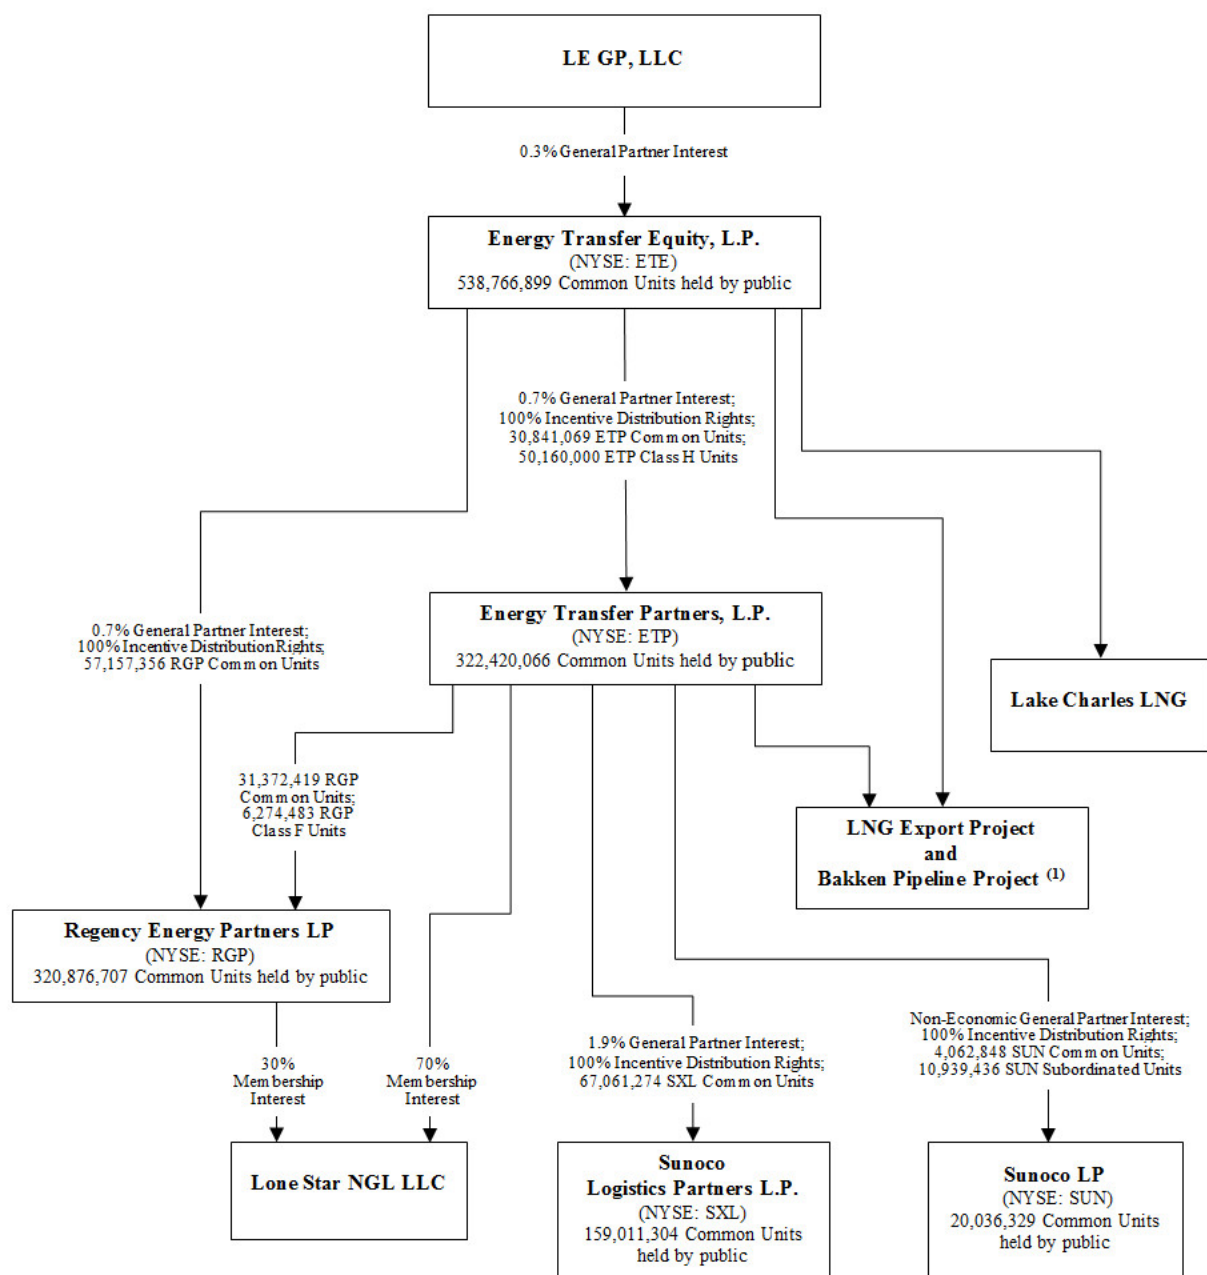 LE GP, LLC
0.3% General Partner Interest
Energy Transfer Equity, L.P.
(NYSE: ETE)
538,766,899 Common Units held by public
0.7% General Partner Interest;
100% Incentive Distribution Rights;
30,841,069 ETP Common Units;
50,160,000 ETP Class H Units
Energy Transfer Partners, L.P.
(NYSE: ETP)
322,420,066 Common Units held by public
0.7% General Partner Interest;
100% Incentive Distribution Rights;
57,157,356 RGP Common Units
Lake Charles LNG
31,372,419 RGP
Common Units;
6,274,483 RGP
Class F Units
LNG Export Project
and
Bakken Pipeline Project (1)
Regency Energy Partners LP
(NYSE: RGP)
320,876,707 Common Units held by public
30%
Membership
Interest
70%
Membership
Interest
1.9% General Partner Interest;
100% Incentive Distribution Rights;
67,061,274 SXL Common Units
Non-Economic General Partner Interest;
100% Incentive Distribution Rights;
4,062,848 SUN Common Units;
10,939,436 SUN Subordinated Units
Lone Star NGL LLC
Sunoco
Logistics Partners L.P.
(NYSE: SXL)
159,011,304 Common Units
held by public
Sunoco LP
(NYSE: SUN)
20,036,329 Common Units
held by public